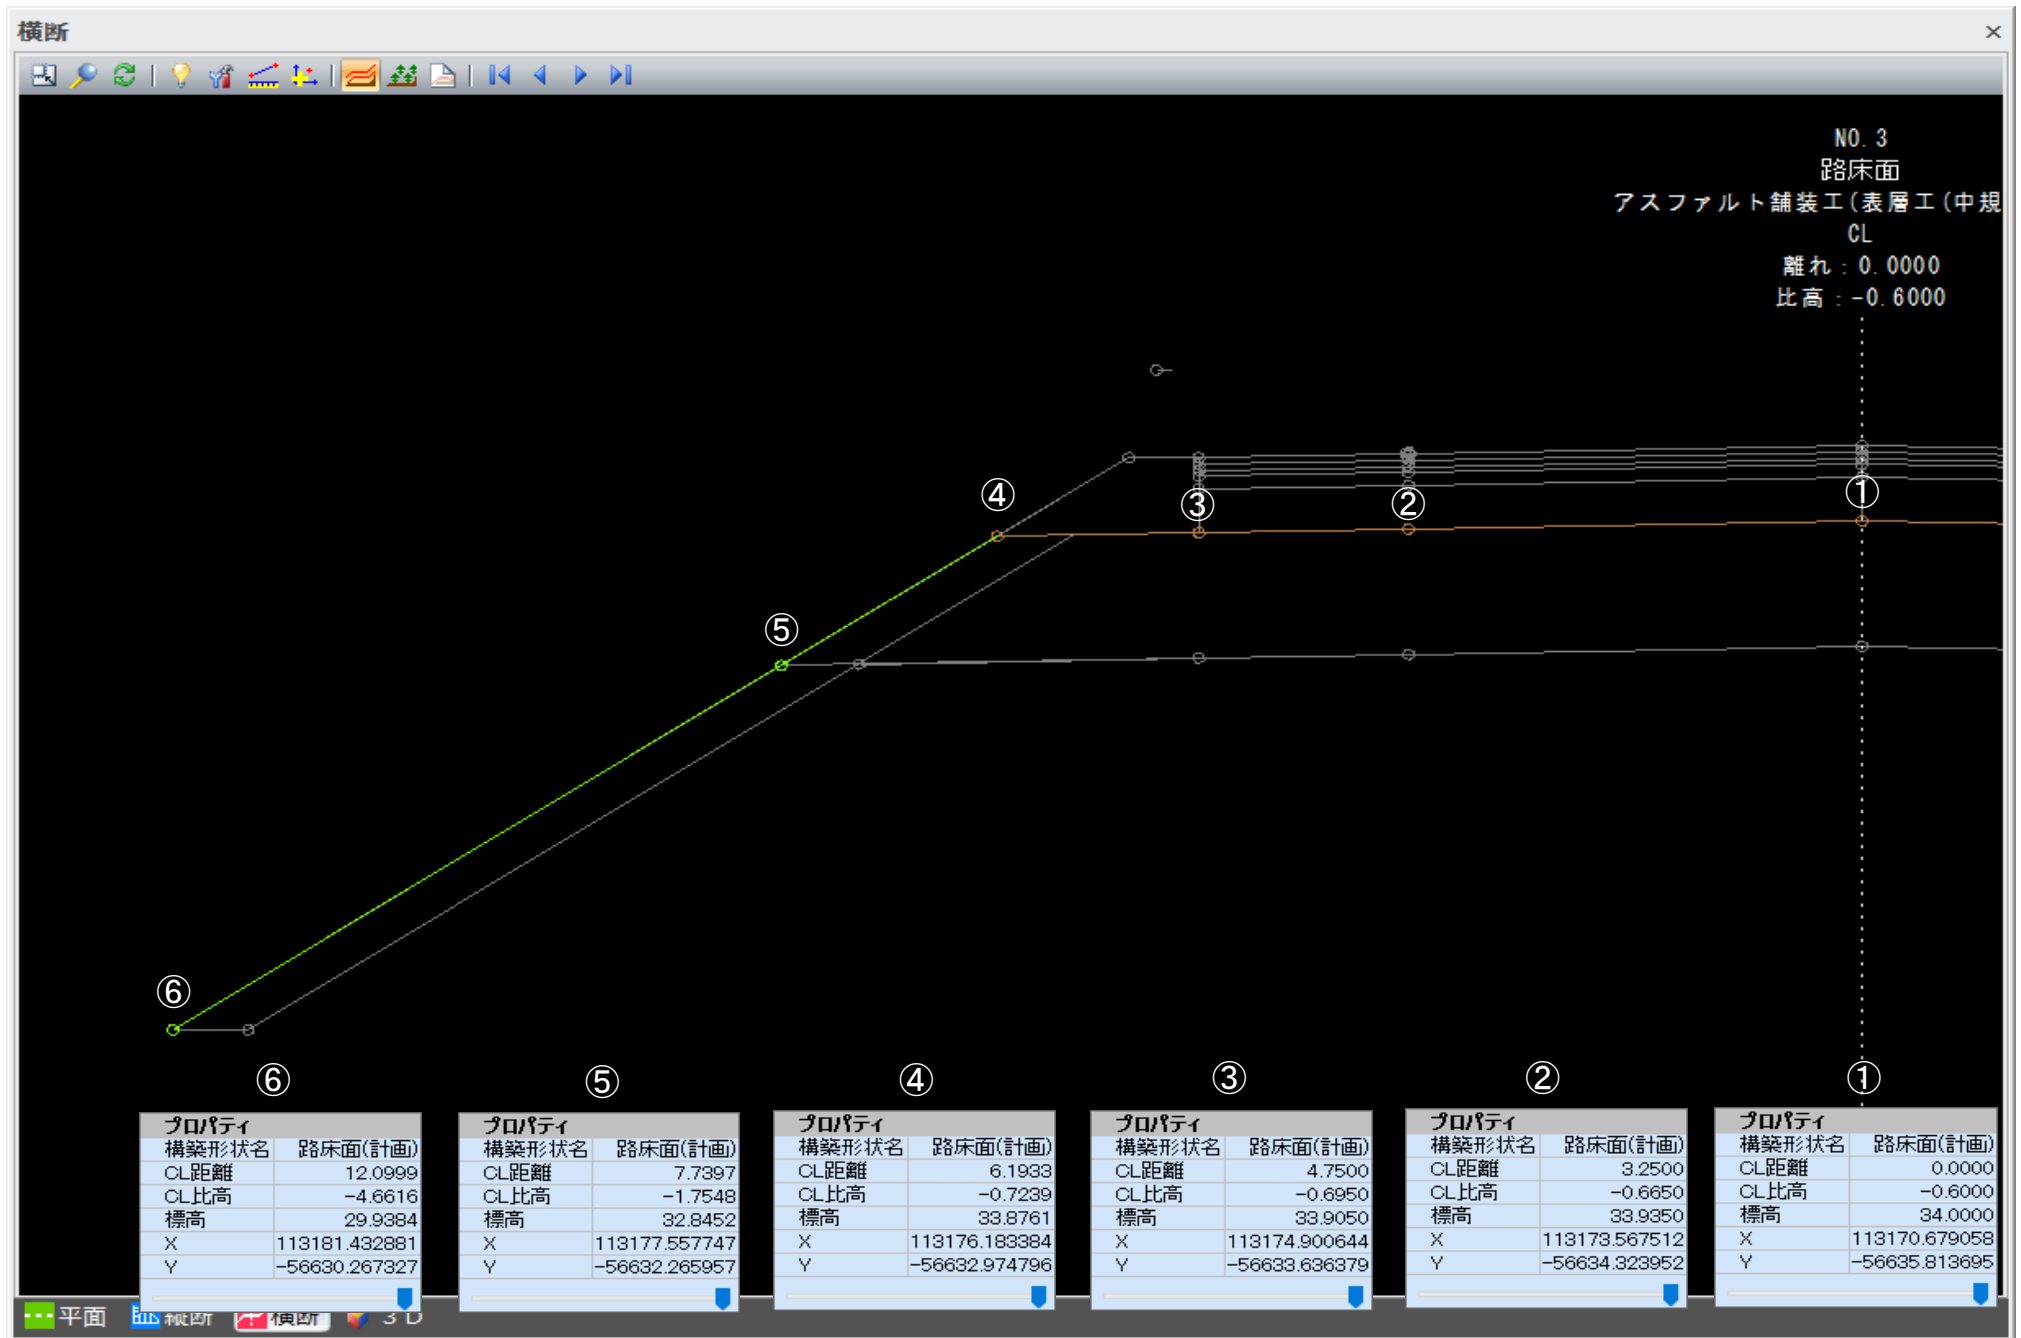 横断
NO. 3
路床面
アスファルト舗装工(表層工(中規
CL
離れ : 0.0000
比高 : -0.6000
④
③
②
①
⑤
⑥
⑥
⑤
④
③
②
①
プロパティ
構築形状名 路床面(計画)
CL距離 12.0999
CL比高 -4.6616
標高 29.9384
X 113181.432881
Y -56630.267327
プロパティ
構築形状名 路床面(計画)
CL距離 7.7397
CL比高 -1.7548
標高 32.8452
X 113177.557747
Y -56632.265957
プロパティ
構築形状名 路床面(計画)
CL距離 6.1933
CL比高 -0.7239
標高 33.8761
X 113176.183384
Y -56632.974796
プロパティ
構築形状名 路床面(計画)
CL距離 4.7500
CL比高 -0.6950
標高 33.9050
X 113174.900644
Y -56633.636379
プロパティ
構築形状名 路床面(計画)
CL距離 3.2500
CL比高 -0.6650
標高 33.9350
X 113173.567512
Y -56634.323952
プロパティ
構築形状名 路床面(計画)
CL距離 0.0000
CL比高 -0.6000
標高 34.0000
X 113170.679058
Y -56635.813695
平面 縦断 横断 3D